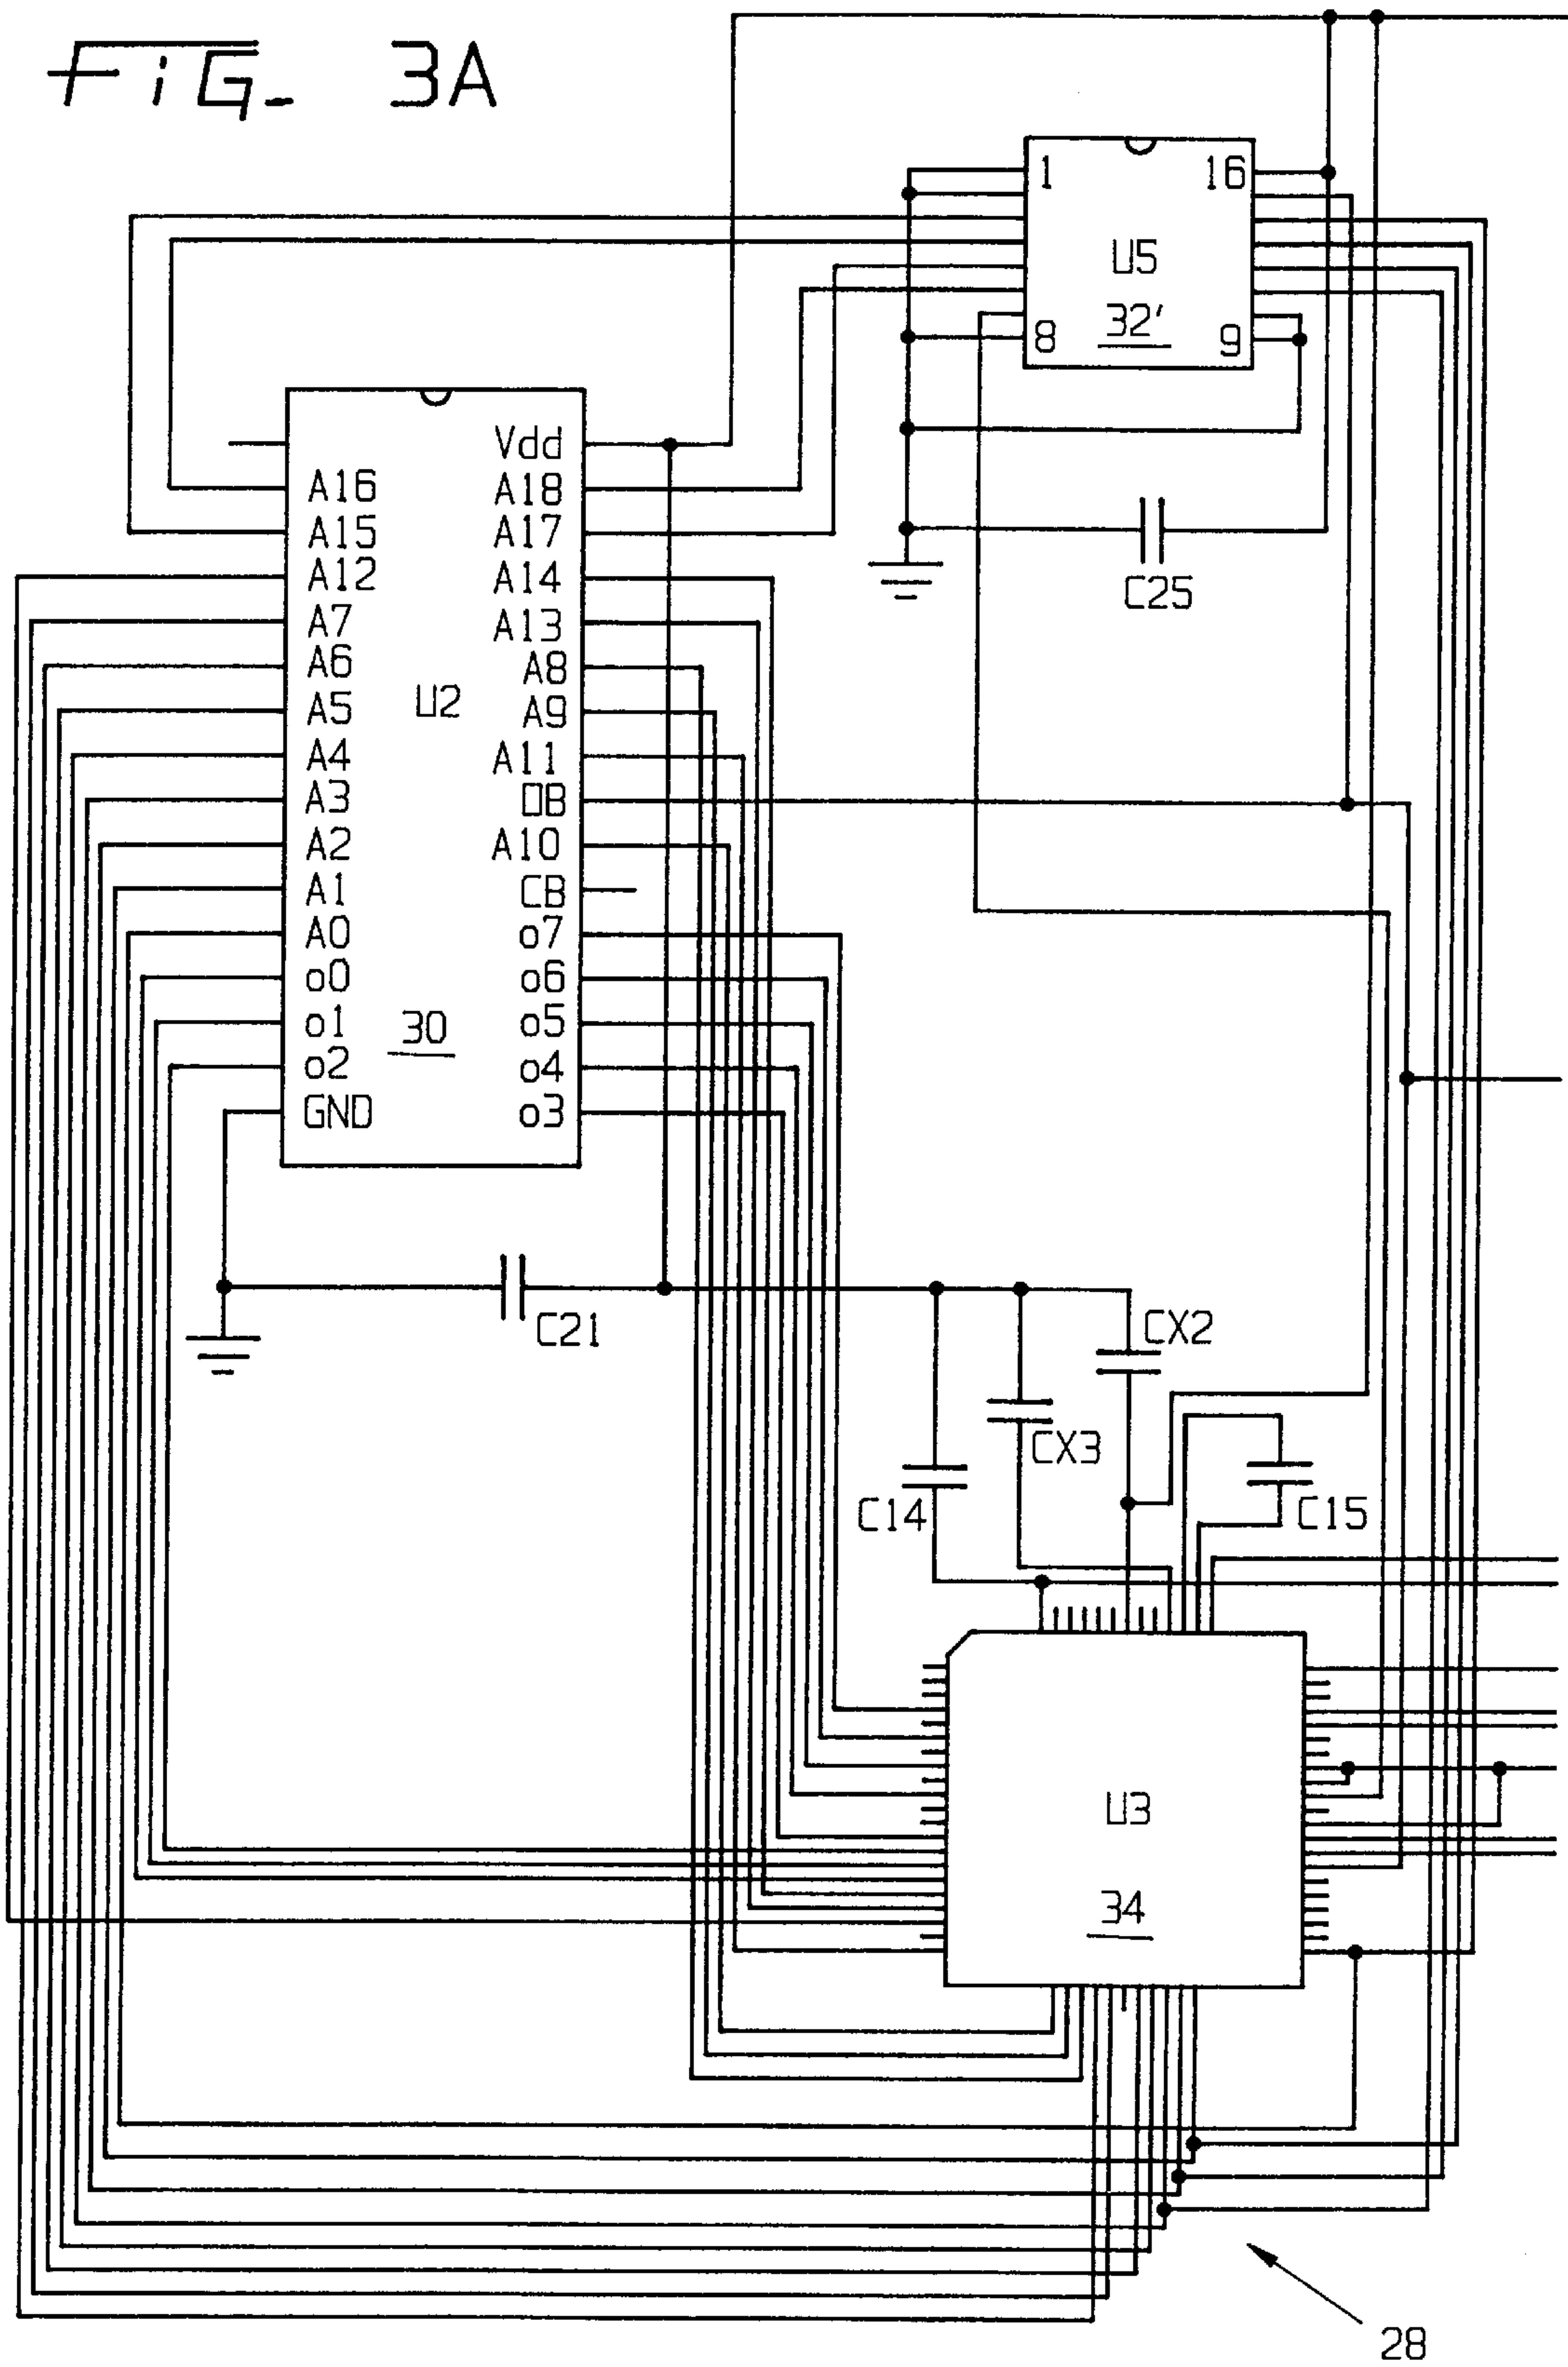 FiG. 3A
1 16
U5
32'
8 9
C25
Vdd
A16 A18
A15 A17
A12 A14
A7 A13
A6 A8
U2
A5 A9
A4 A11
A3 OB
A2 A10
A1 CB
A0 o7
o0 o6
o1 30 o5
o2 o4
GND o3
C21
CX2
CX3
C14
C15
U3
34
28